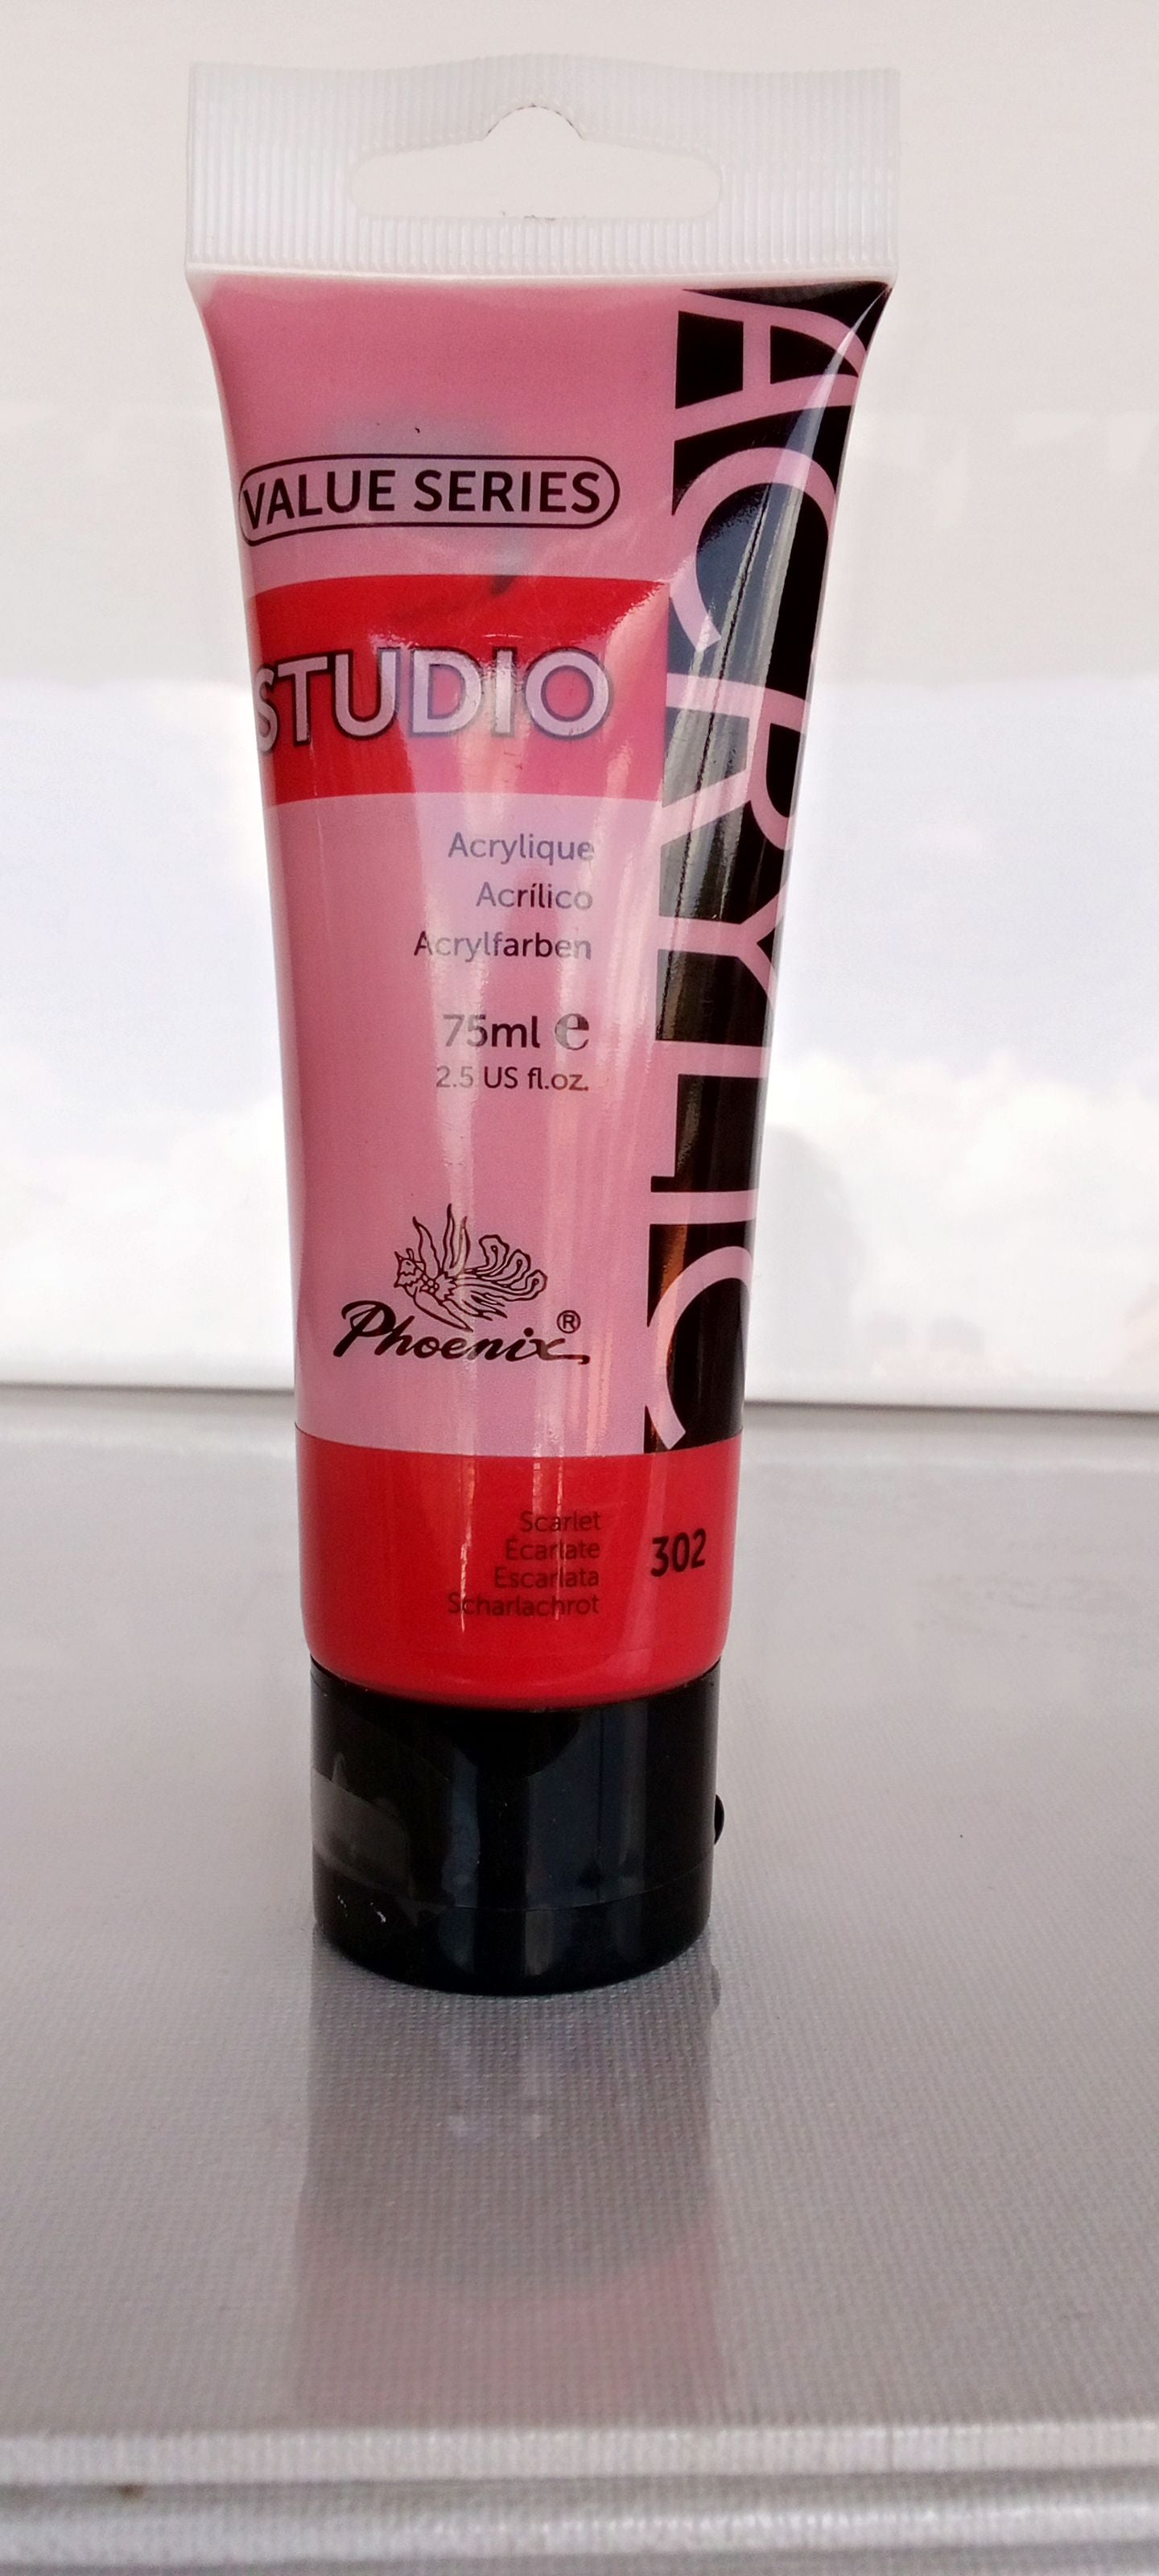 VALUE SERIES
STUDIO
ACRYLIC
Acrylique
Acrílico
Acrylfarben
75ml e
2.5 US fl.oz.
Phoenix®
Scarlet
Écarlate
Escarlata
Scharlachrot
302